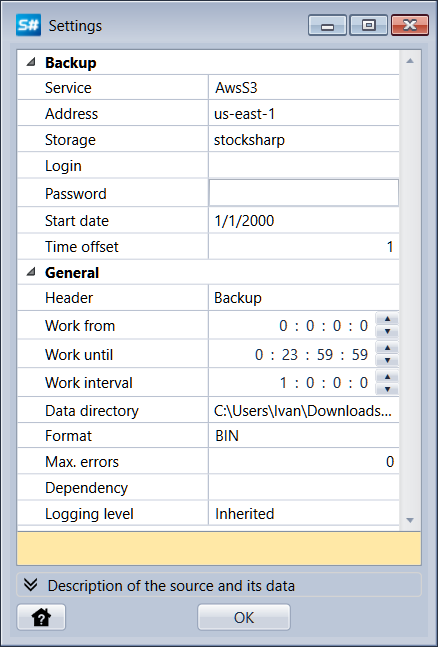 S# Settings
Backup
Service AwsS3
Address us-east-1
Storage stocksharp
Login
Password
Start date 1/1/2000
Time offset 1
General
Header Backup
Work from 0 : 0 : 0 : 0
Work until 0 : 23 : 59 : 59
Work interval 1 : 0 : 0 : 0
Data directory C:\Users\Ivan\Downloads...
Format BIN
Max. errors 0
Dependency
Logging level Inherited
Description of the source and its data
? OK